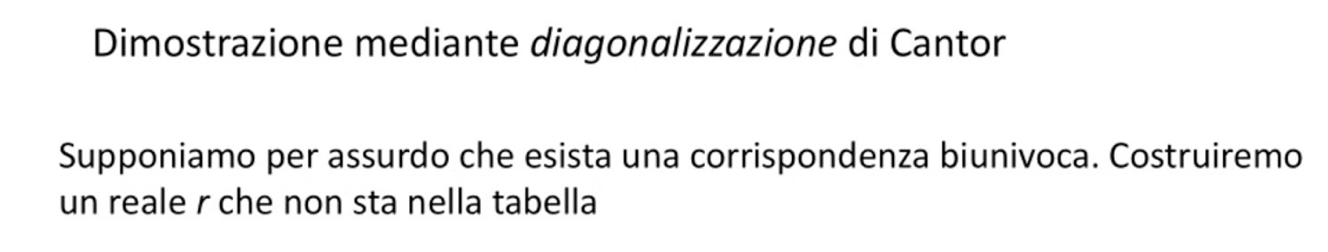 Dimostrazione mediante diagonalizzazione di Cantor
Supponiamo per assurdo che esista una corrispondenza biunivoca. Costruiremo
un reale r che non sta nella tabella